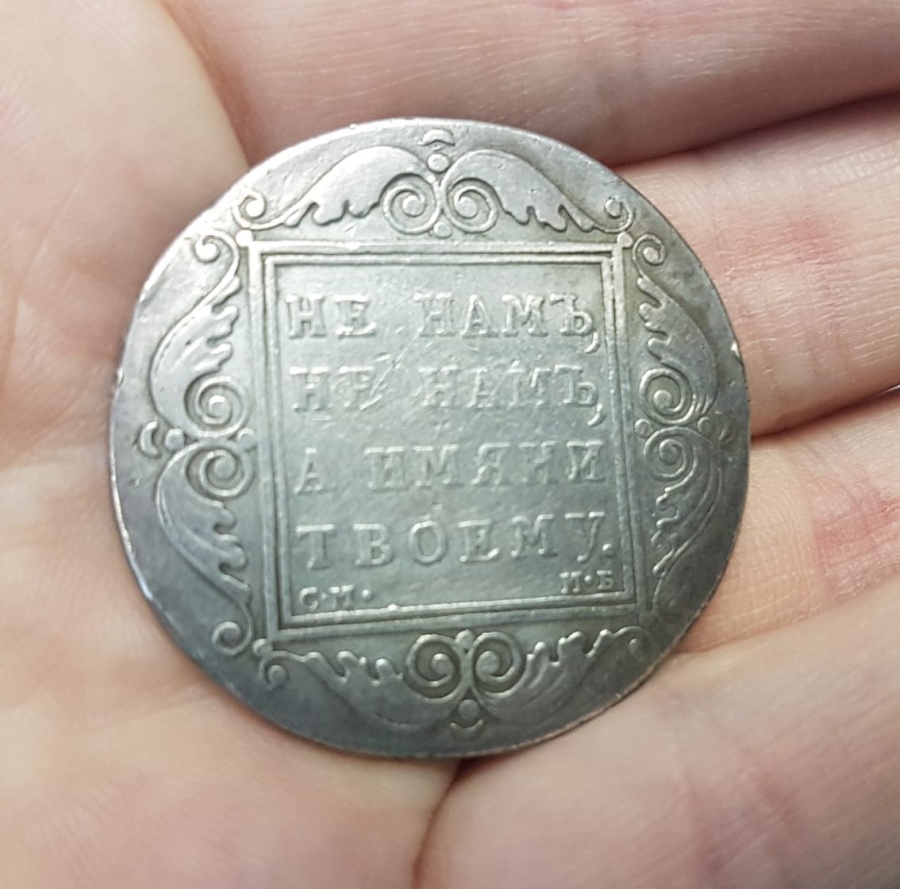 НЕ НАМЪ,
НЕ НАМЪ,
А ИМЯНИ
ТВОЕМУ.
С·М· И·Б